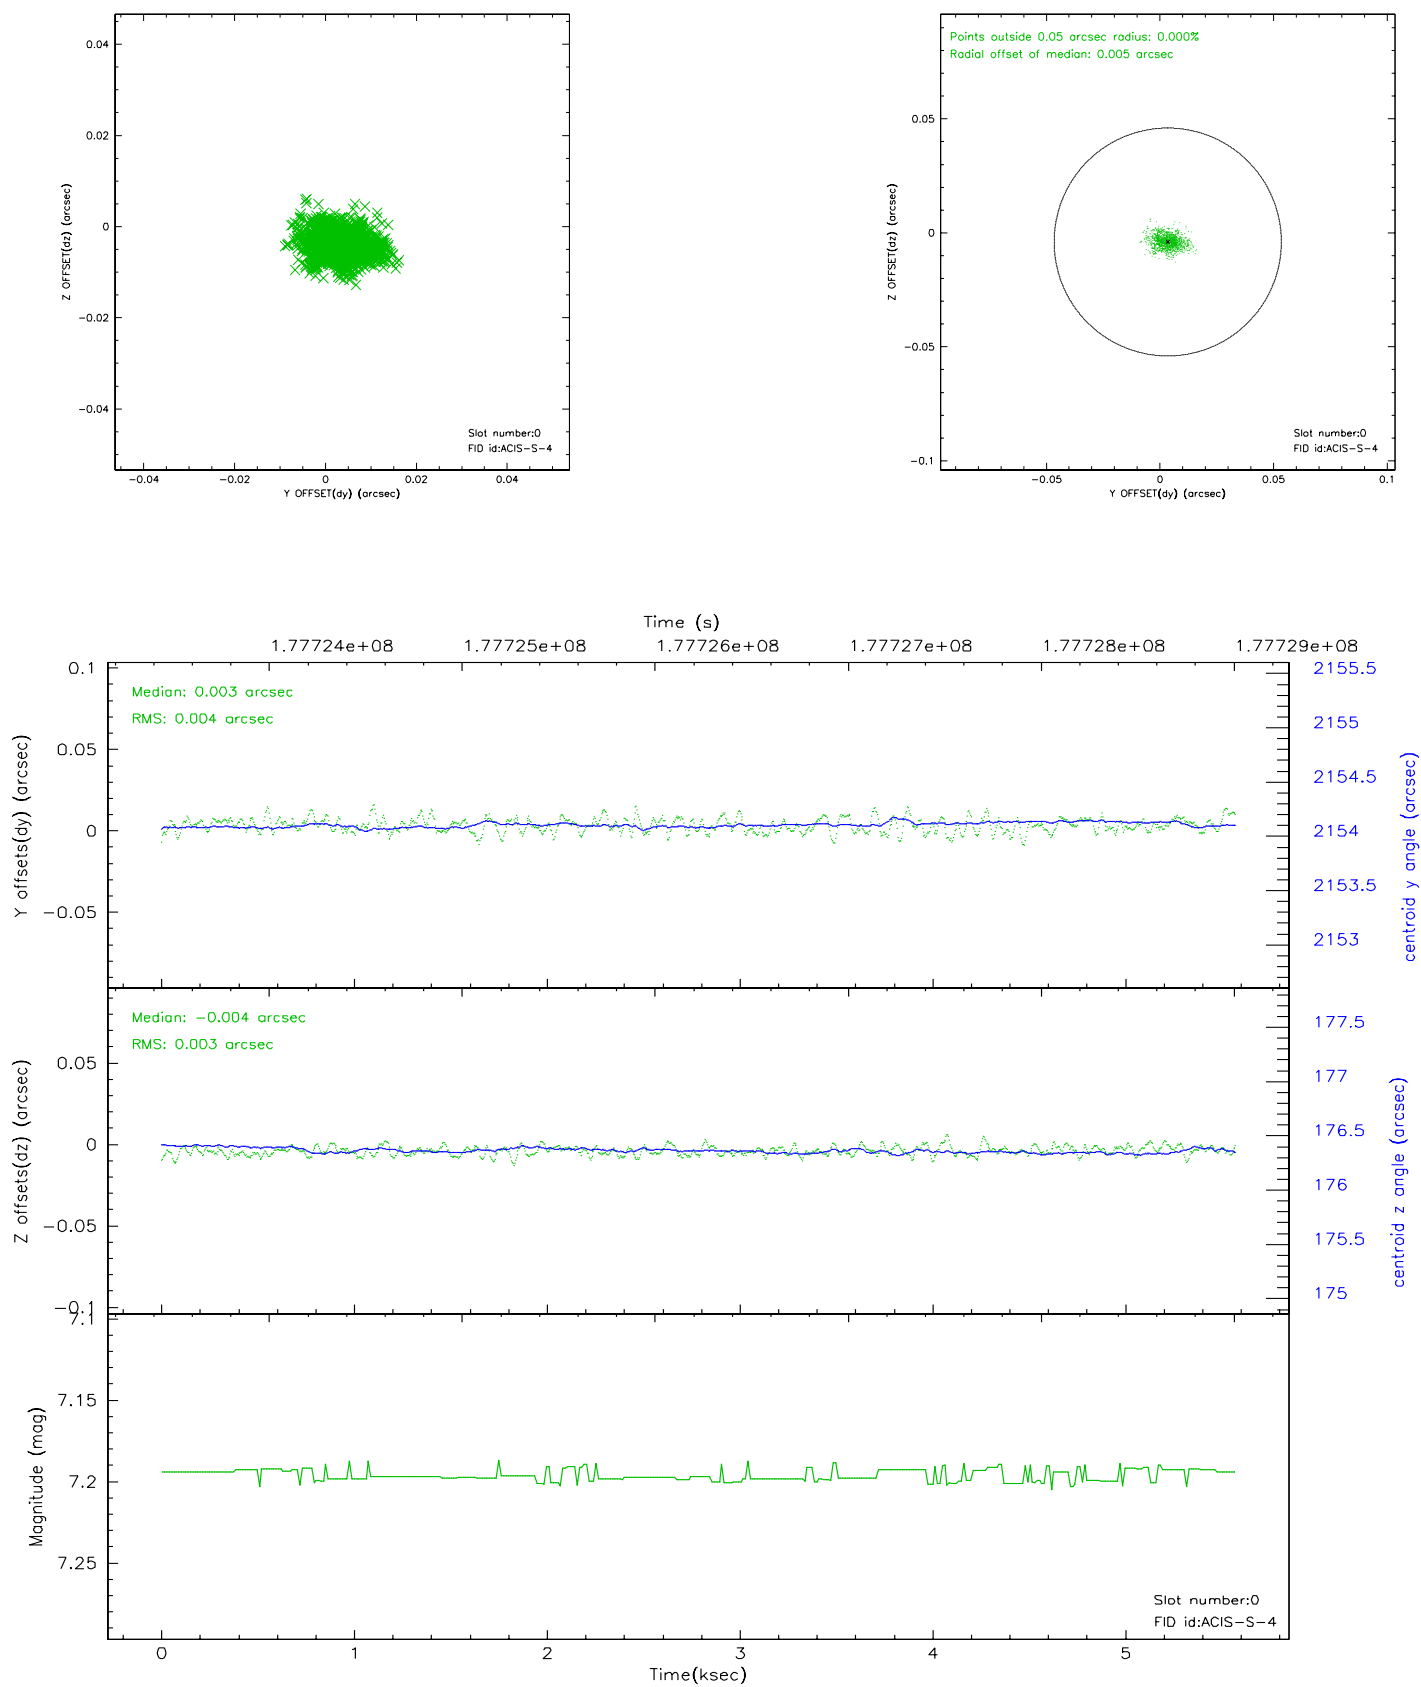 0.04
0.02
0
−0.02
−0.04
Z OFFSET(dz) (arcsec)
Slot number:0
FID id:ACIS−S−4
−0.04 −0.02 0 0.02 0.04
Y OFFSET(dy) (arcsec)
Points outside 0.05 arcsec radius: 0.000%
Radial offset of median: 0.005 arcsec
0.05
0
−0.05
−0.1
Z OFFSET(dz) (arcsec)
Slot number:0
FID id:ACIS−S−4
−0.05 0 0.05 0.1
Y OFFSET(dy) (arcsec)
Time (s)
1.77724e+08 1.77725e+08 1.77726e+08 1.77727e+08 1.77728e+08 1.77729e+08
0.1
0.05
0
−0.05
Y offsets(dy) (arcsec)
Median: 0.003 arcsec
RMS: 0.004 arcsec
2155.5
2155
2154.5
2154
2153.5
2153
centroid y angle (arcsec)
0.05
0
−0.05
−0.1
Z offsets(dz) (arcsec)
Median: −0.004 arcsec
RMS: 0.003 arcsec
177.5
177
176.5
176
175.5
175
centroid z angle (arcsec)
7.1
7.15
7.2
7.25
Magnitude (mag)
Slot number:0
FID id:ACIS−S−4
0 1 2 3 4 5
Time(ksec)